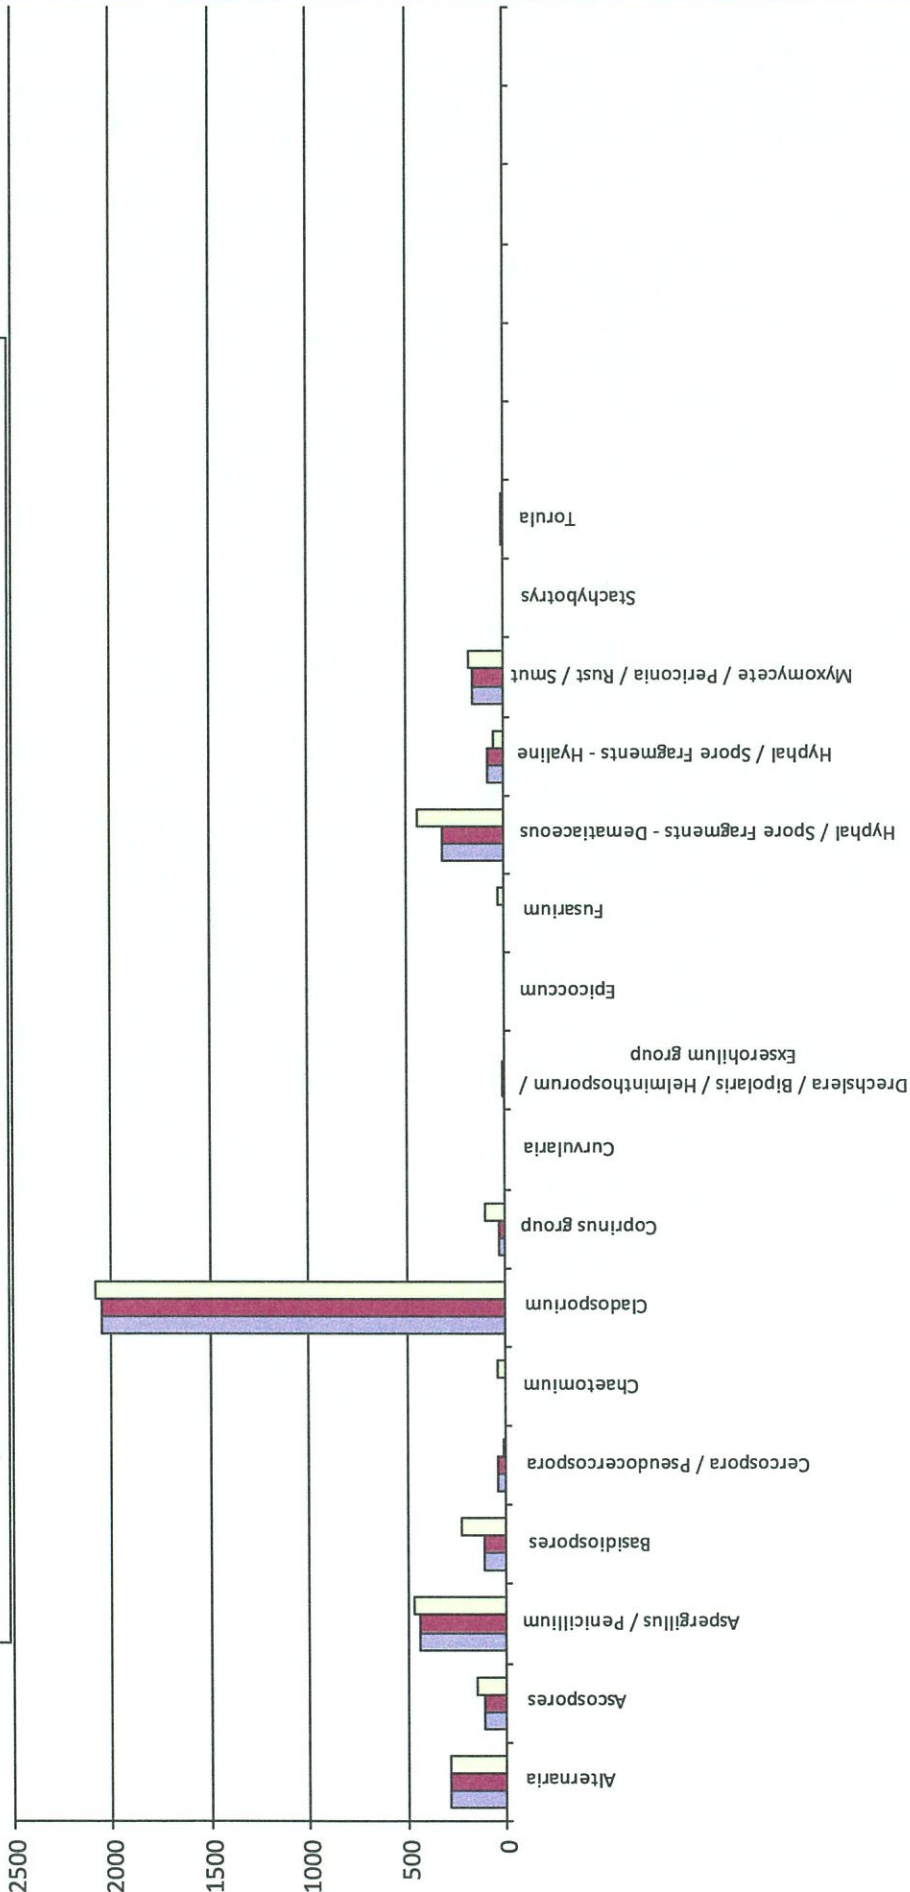 2500
2000
1500
1000
500
0
Alternaria
Ascospores
Aspergillus / Penicillium
Basidiospores
Cercospora / Pseudocercospora
Chaetomium
Cladosporium
Coprinus group
Curvularia
Drechslera / Bipolaris / Helminthosporum /
Exserohilum group
Epicoccum
Fusarium
Hyphal / Spore Fragments - Dematiaceous
Hyphal / Spore Fragments - Hyaline
Myxomycete / Periconia / Rust / Smut
Stachybotrys
Torula